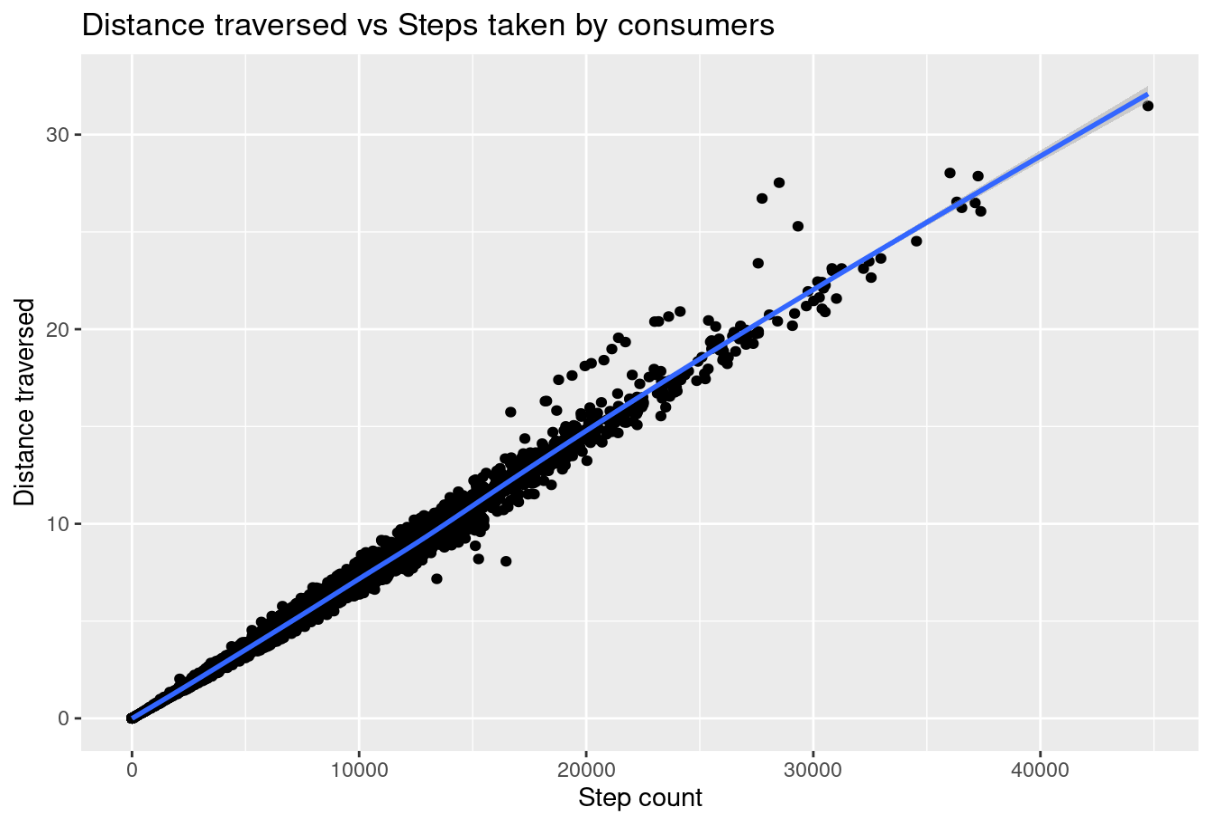 Distance traversed vs Steps taken by consumers
30
20
10
0
Distance traversed
0 10000 20000 30000 40000
Step count